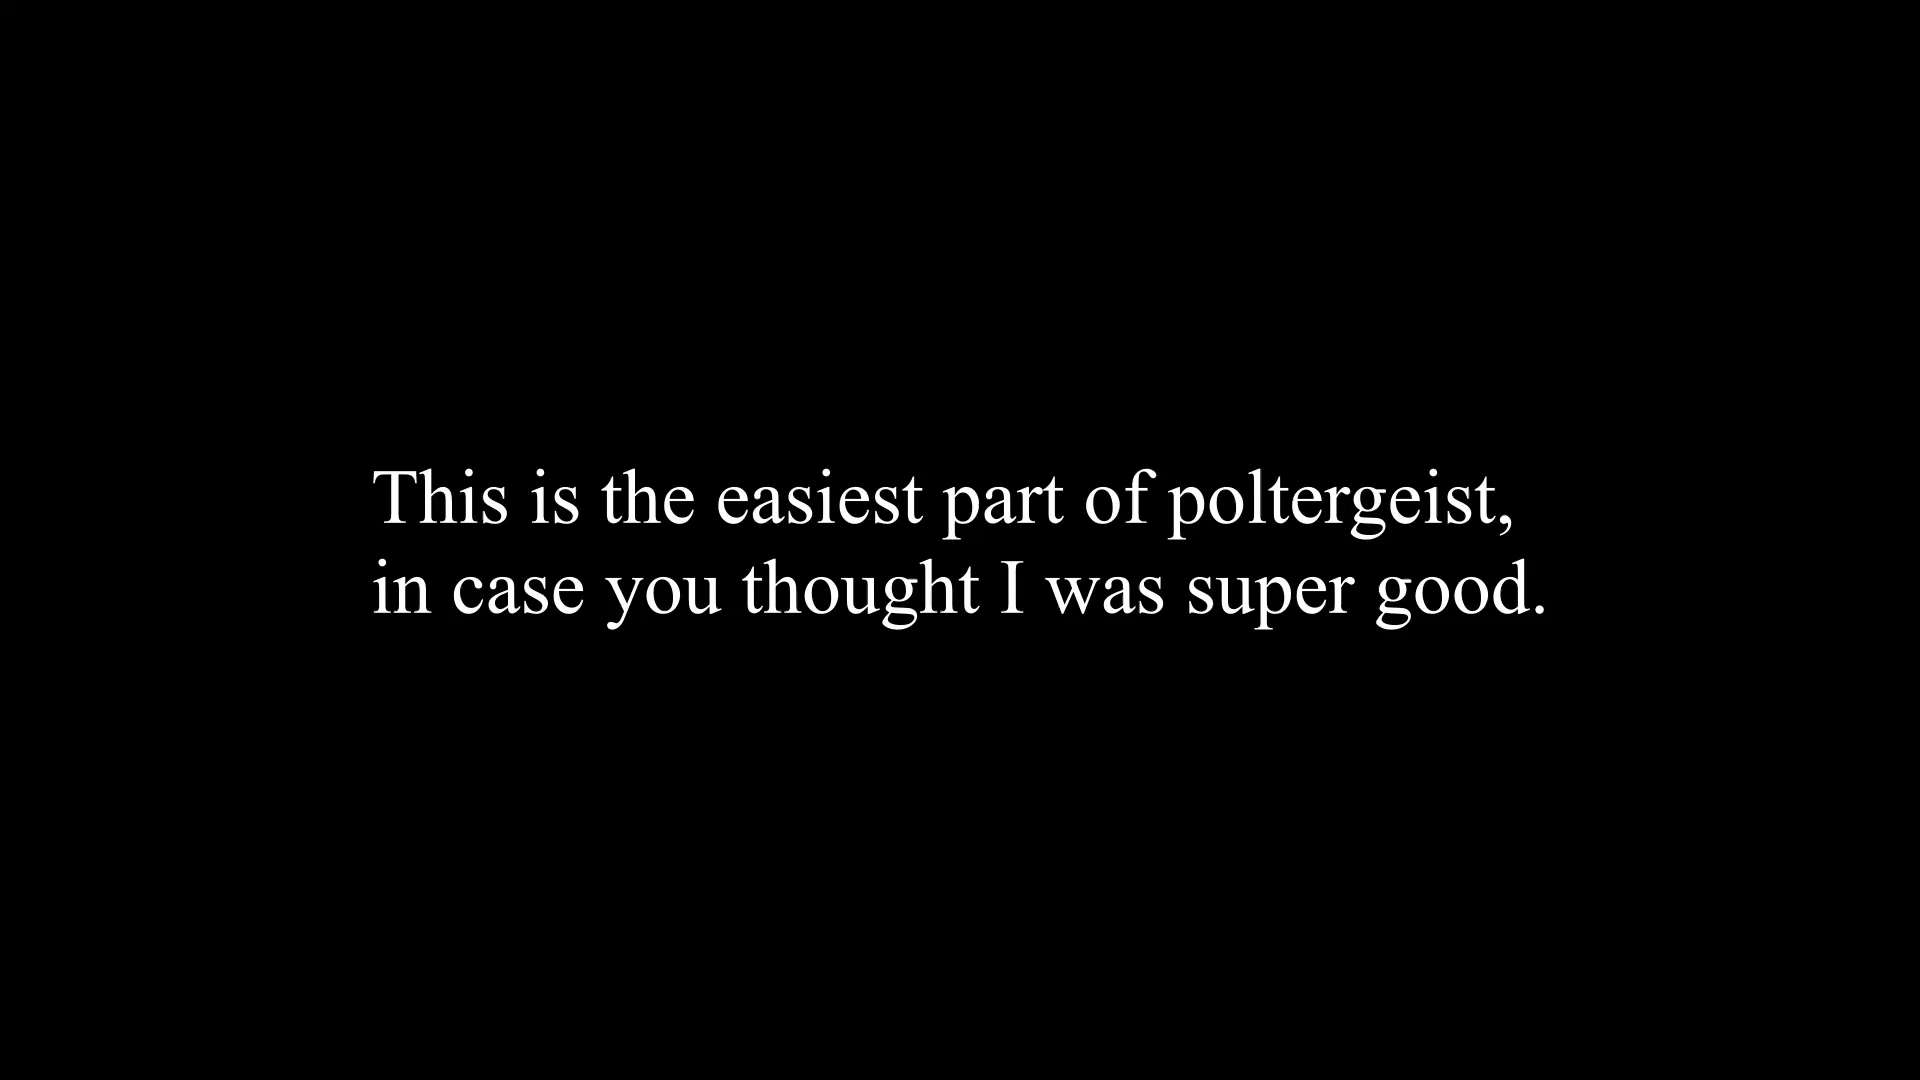 This is the easiest part of poltergeist,
in case you thought I was super good.